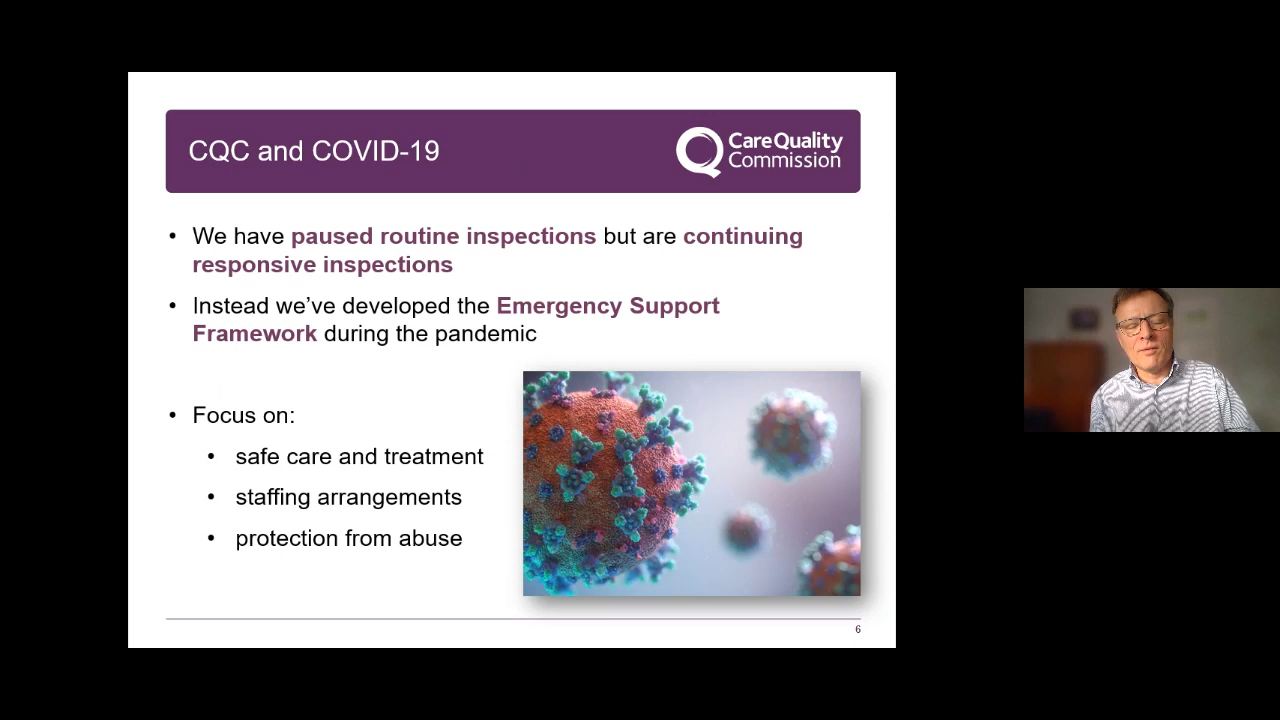 CQC and COVID-19
CareQuality
Commission
• We have paused routine inspections but are continuing
responsive inspections
• Instead we’ve developed the Emergency Support
Framework during the pandemic
• Focus on:
• safe care and treatment
• staffing arrangements
• protection from abuse
6